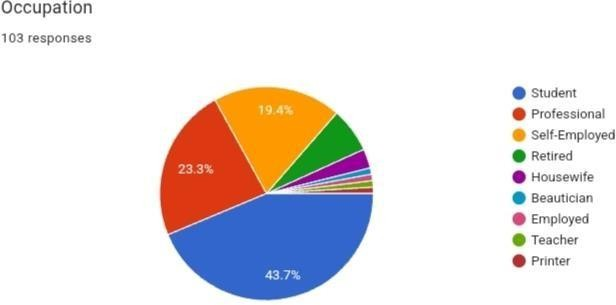 Occupation
103 responses
19.4%
23.3%
43.7%
Student
Professional
Self-Employed
Retired
Housewife
Beautician
Employed
Teacher
Printer